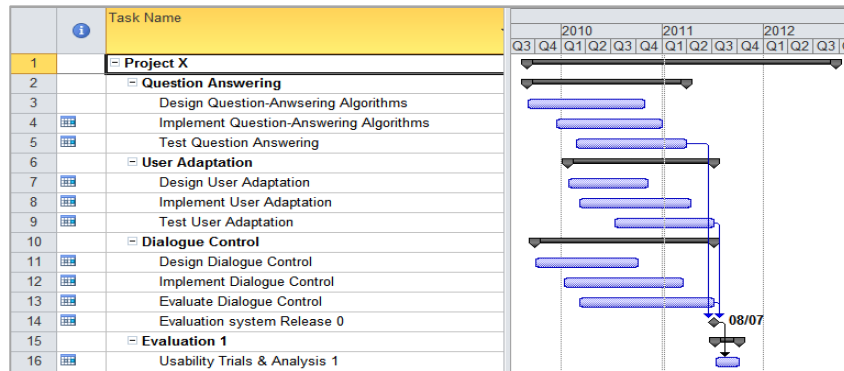 Task Name
2010 2011 2012
Q3 Q4 Q1 Q2 Q3 Q4 Q1 Q2 Q3 Q4 Q1 Q2 Q3
1 Project X
2 Question Answering
3 Design Question-Anwsering Algorithms
4 Implement Question-Answering Algorithms
5 Test Question Answering
6 User Adaptation
7 Design User Adaptation
8 Implement User Adaptation
9 Test User Adaptation
10 Dialogue Control
11 Design Dialogue Control
12 Implement Dialogue Control
13 Evaluate Dialogue Control
14 Evaluation system Release 0 08/07
15 Evaluation 1
16 Usability Trials & Analysis 1